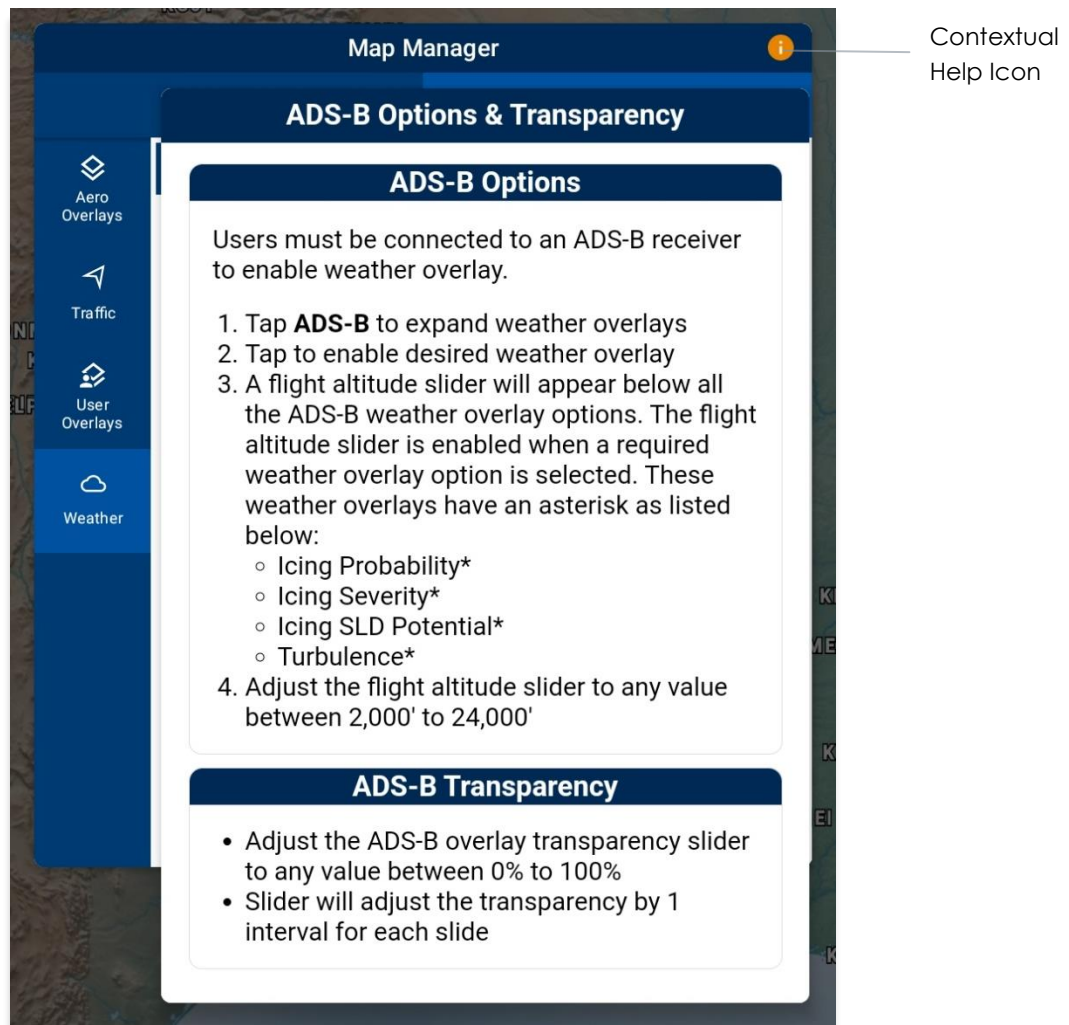 Map Manager
i
Contextual
Help Icon
ADS-B Options & Transparency
Aero
Overlays
Traffic
User
Overlays
Weather
ADS-B Options
Users must be connected to an ADS-B receiver
to enable weather overlay.
1. Tap ADS-B to expand weather overlays
2. Tap to enable desired weather overlay
3. A flight altitude slider will appear below all
the ADS-B weather overlay options. The flight
altitude slider is enabled when a required
weather overlay option is selected. These
weather overlays have an asterisk as listed
below:
◦ Icing Probability*
◦ Icing Severity*
◦ Icing SLD Potential*
◦ Turbulence*
4. Adjust the flight altitude slider to any value
between 2,000' to 24,000'
ADS-B Transparency
• Adjust the ADS-B overlay transparency slider
to any value between 0% to 100%
• Slider will adjust the transparency by 1
interval for each slide